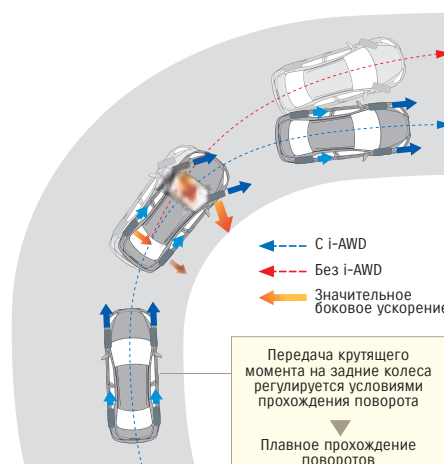 С i-AWD
Без i-AWD
Значительное
боковое ускорение
Передача крутящего
момента на задние колеса
регулируется условиями
прохождения поворота
Плавное прохождение
поворотов